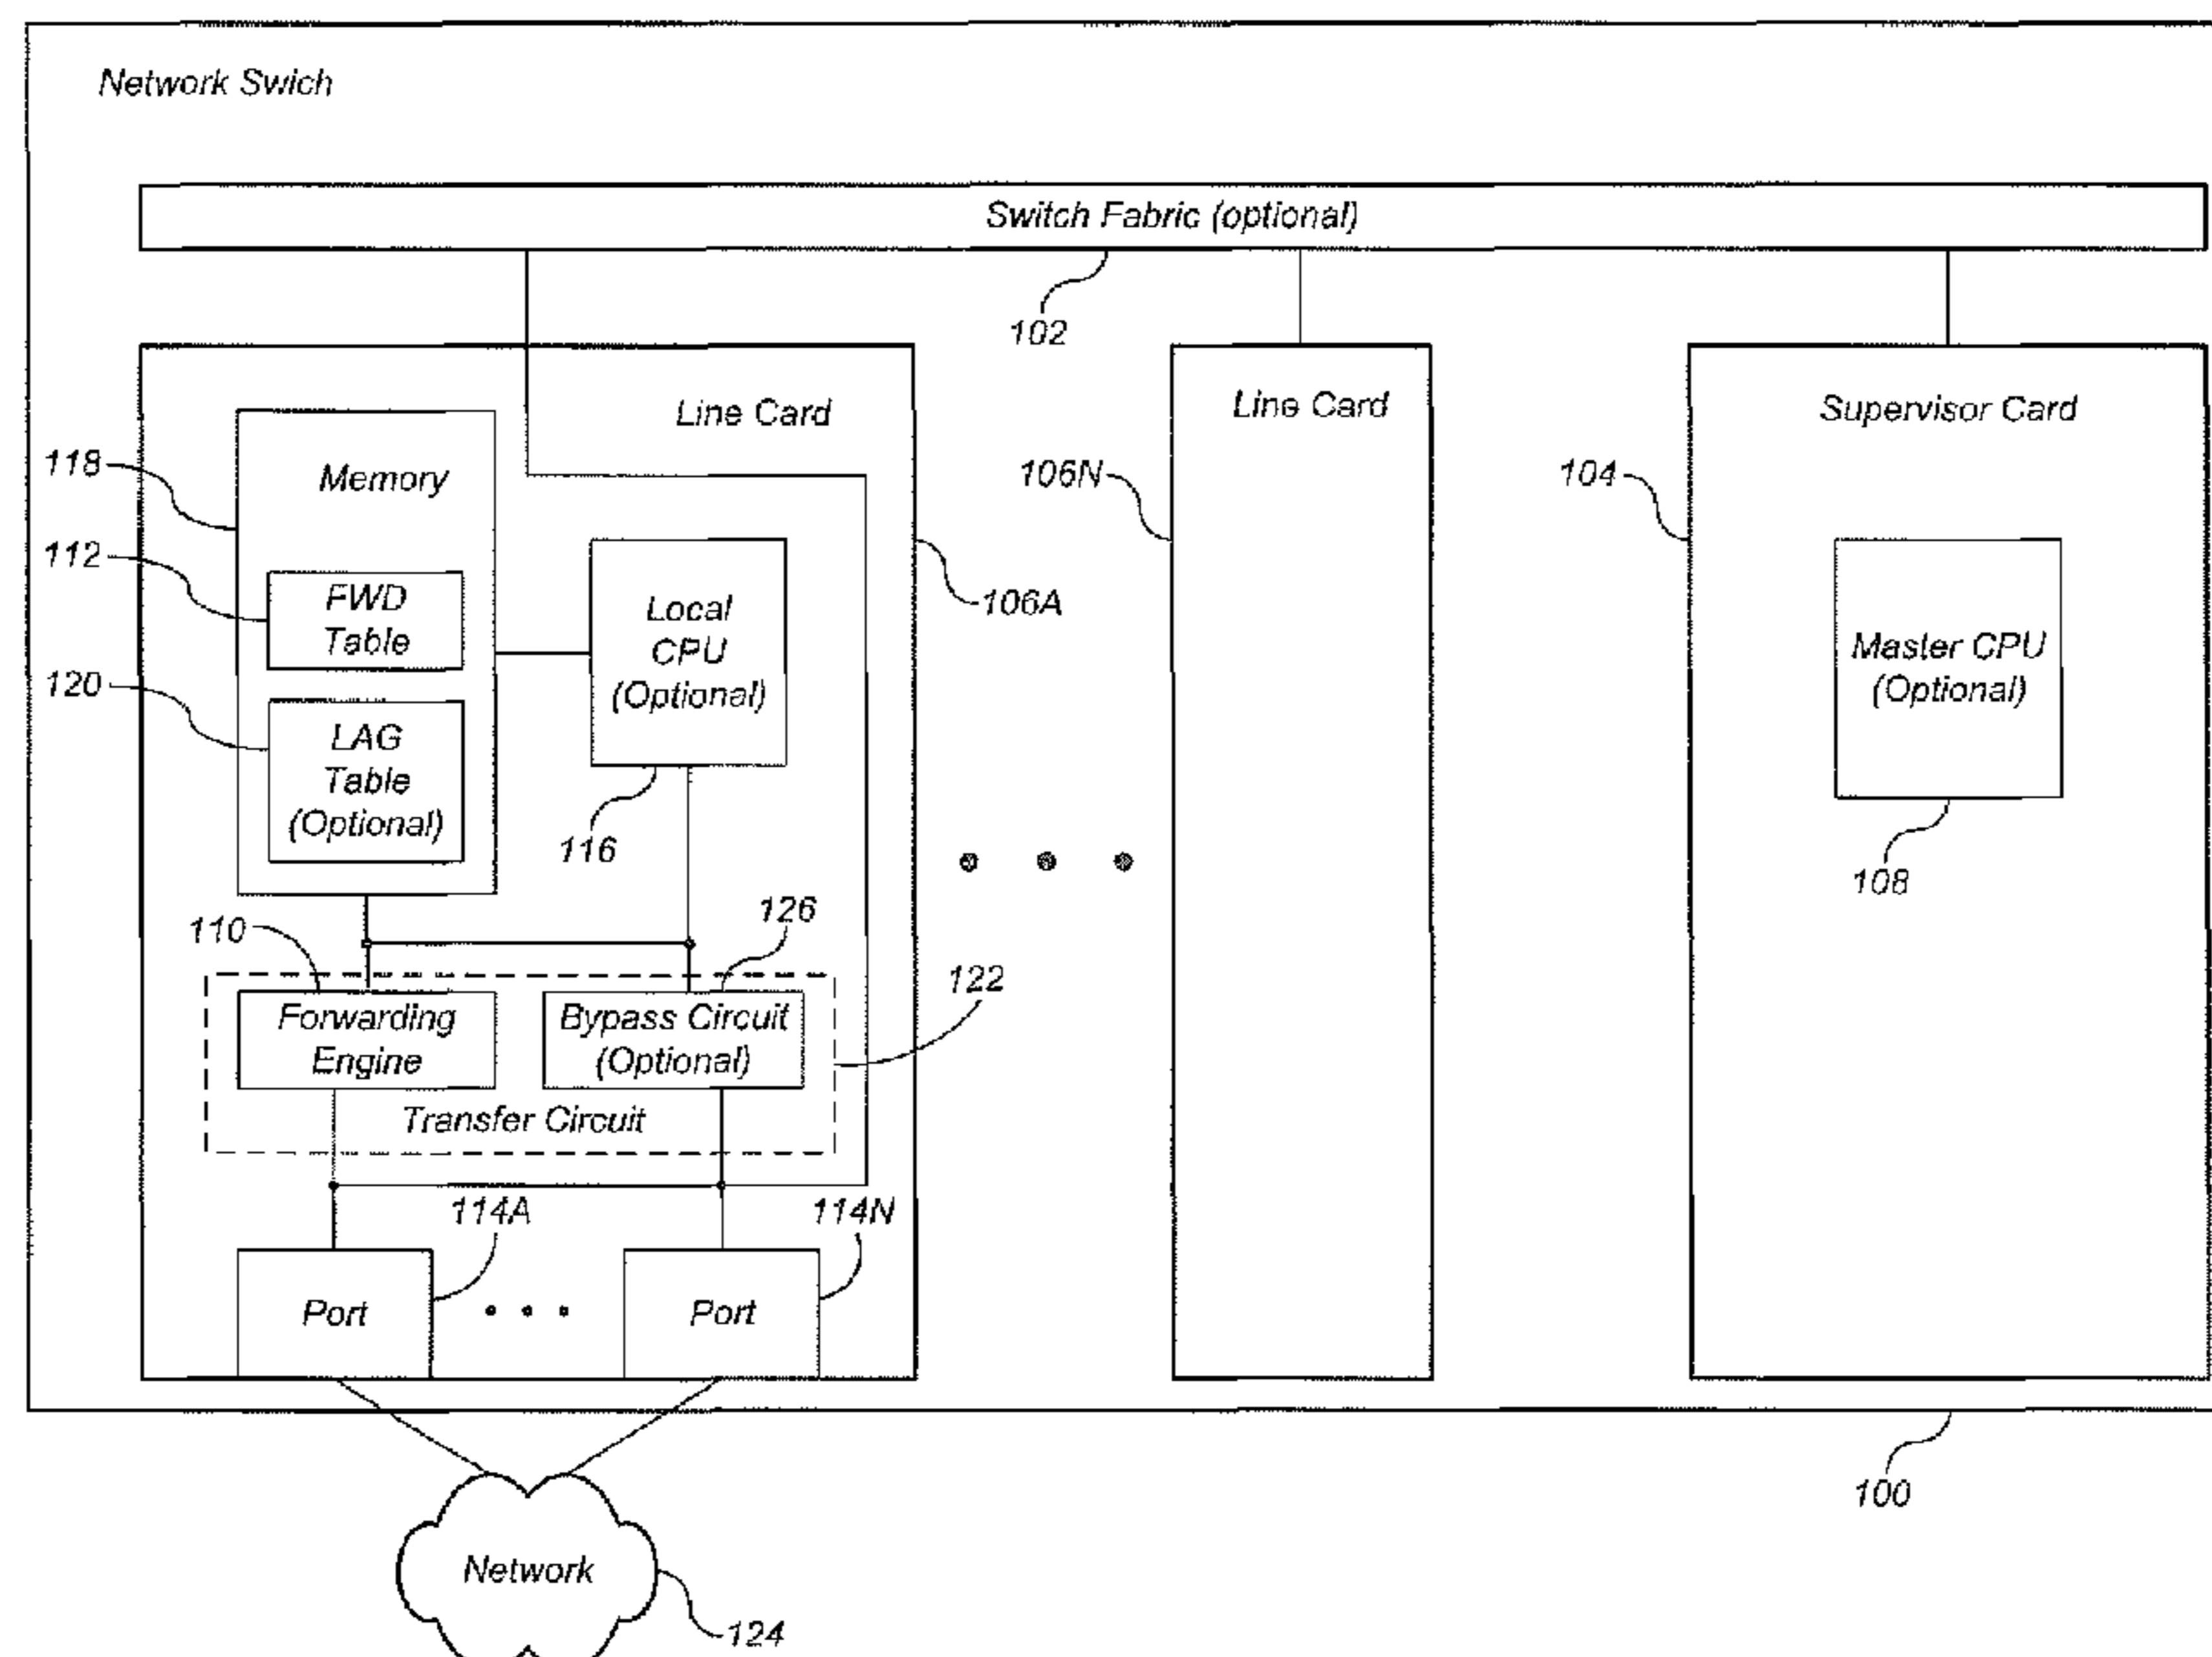 Network Swich
Switch Fabric (optional)
102
Line Card
Line Card
Supervisor Card
118
Memory
106N
104
112
FWD
Table
Local
CPU
(Optional)
106A
Master CPU
(Optional)
120
LAG
Table
(Optional)
116
108
110
126
122
Forwarding
Engine
Bypass Circuit
(Optional)
Transfer Circuit
114A
114N
Port
Port
100
Network
124